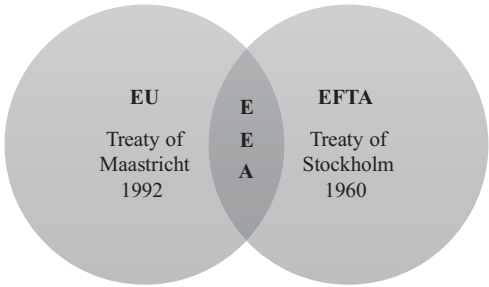 EU
Treaty of
Maastricht
1992
E
E
A
EFTA
Treaty of
Stockholm
1960